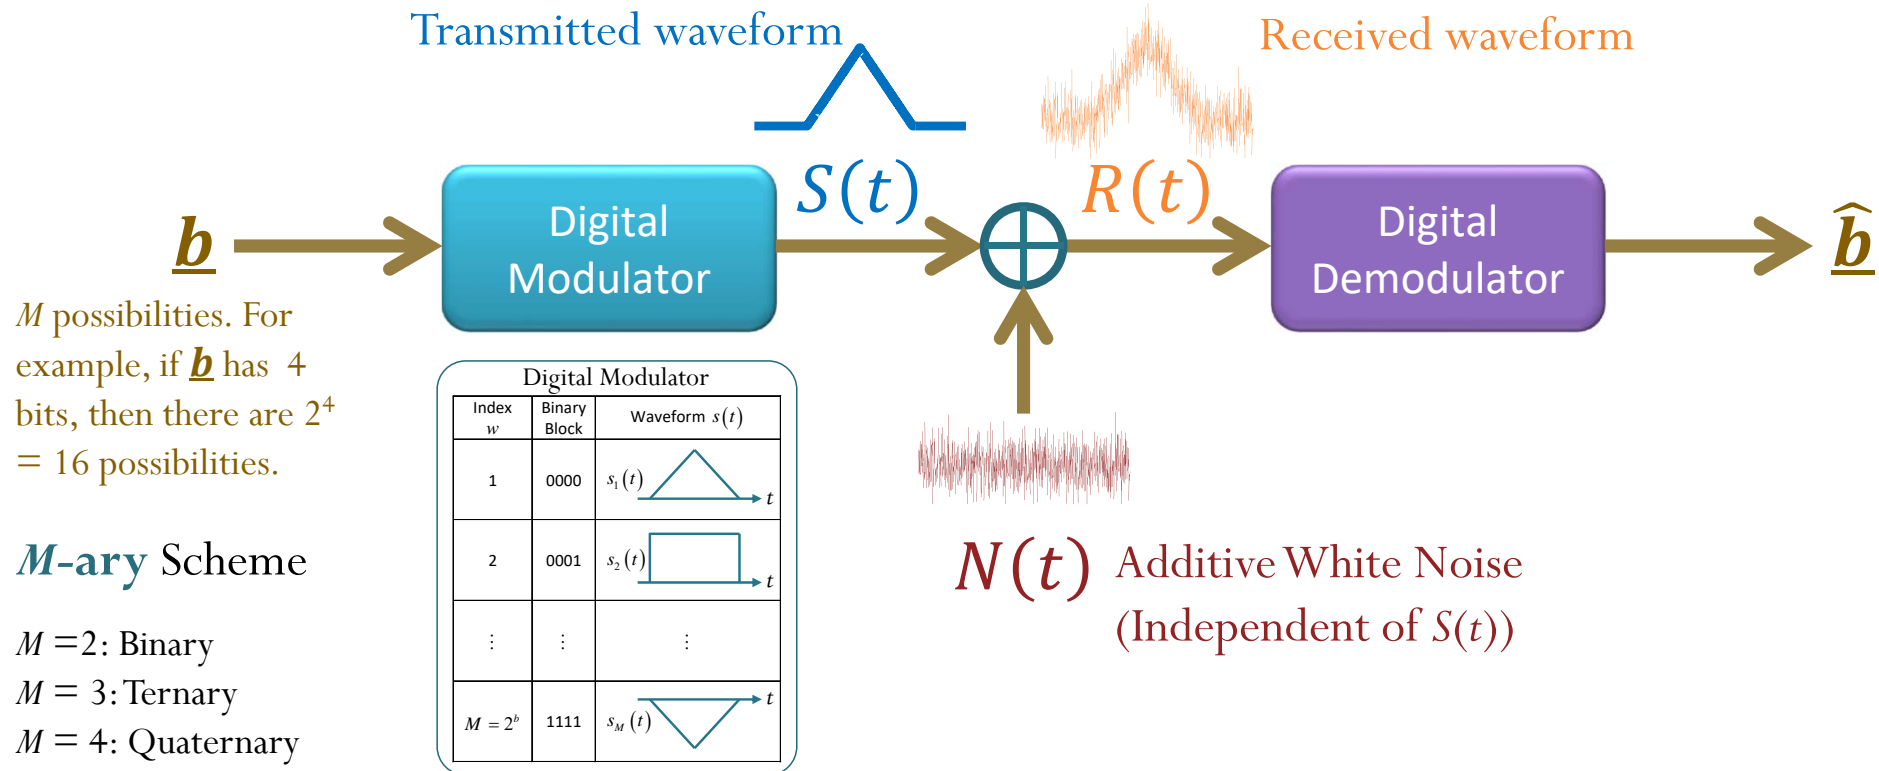 Transmitted waveform
Received waveform
S(t)
R(t)
b
Digital
Modulator
Digital
Demodulator
b̂
M possibilities. For
example, if b has 4
bits, then there are 2⁴
= 16 possibilities.
M-ary Scheme
M =2: Binary
M = 3: Ternary
M = 4: Quaternary
Digital Modulator
Index w
Binary Block
Waveform s(t)
1
0000
s₁(t)
t
2
0001
s₂(t)
t
⋮
⋮
⋮
M = 2ᵇ
1111
s_M(t)
t
N(t)
Additive White Noise
(Independent of S(t))